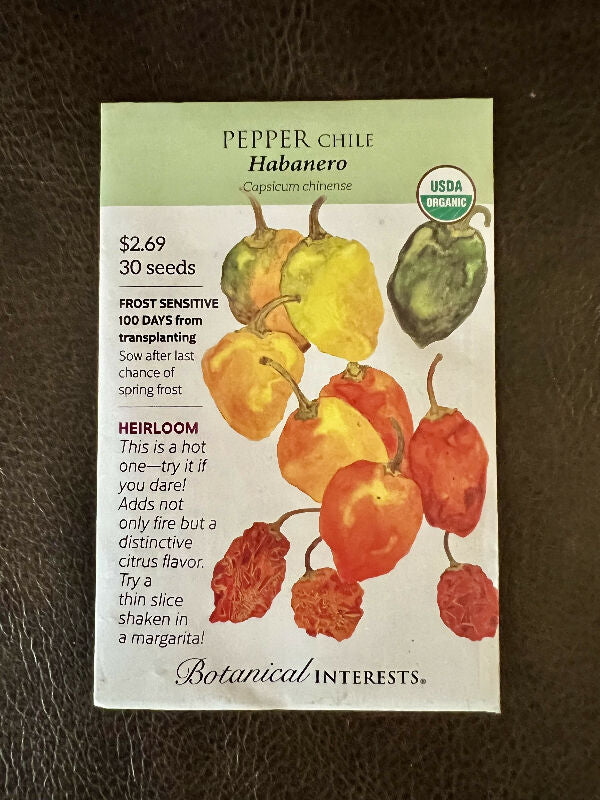 PEPPER CHILE
Habanero
Capsicum chinense
USDA
ORGANIC
$2.69
30 seeds
FROST SENSITIVE
100 DAYS from
transplanting
Sow after last
chance of
spring frost
HEIRLOOM
This is a hot
one—try it if
you dare!
Adds not
only fire but a
distinctive
citrus flavor.
Try a
thin slice
shaken in
a margarita!
Botanical INTERESTS®